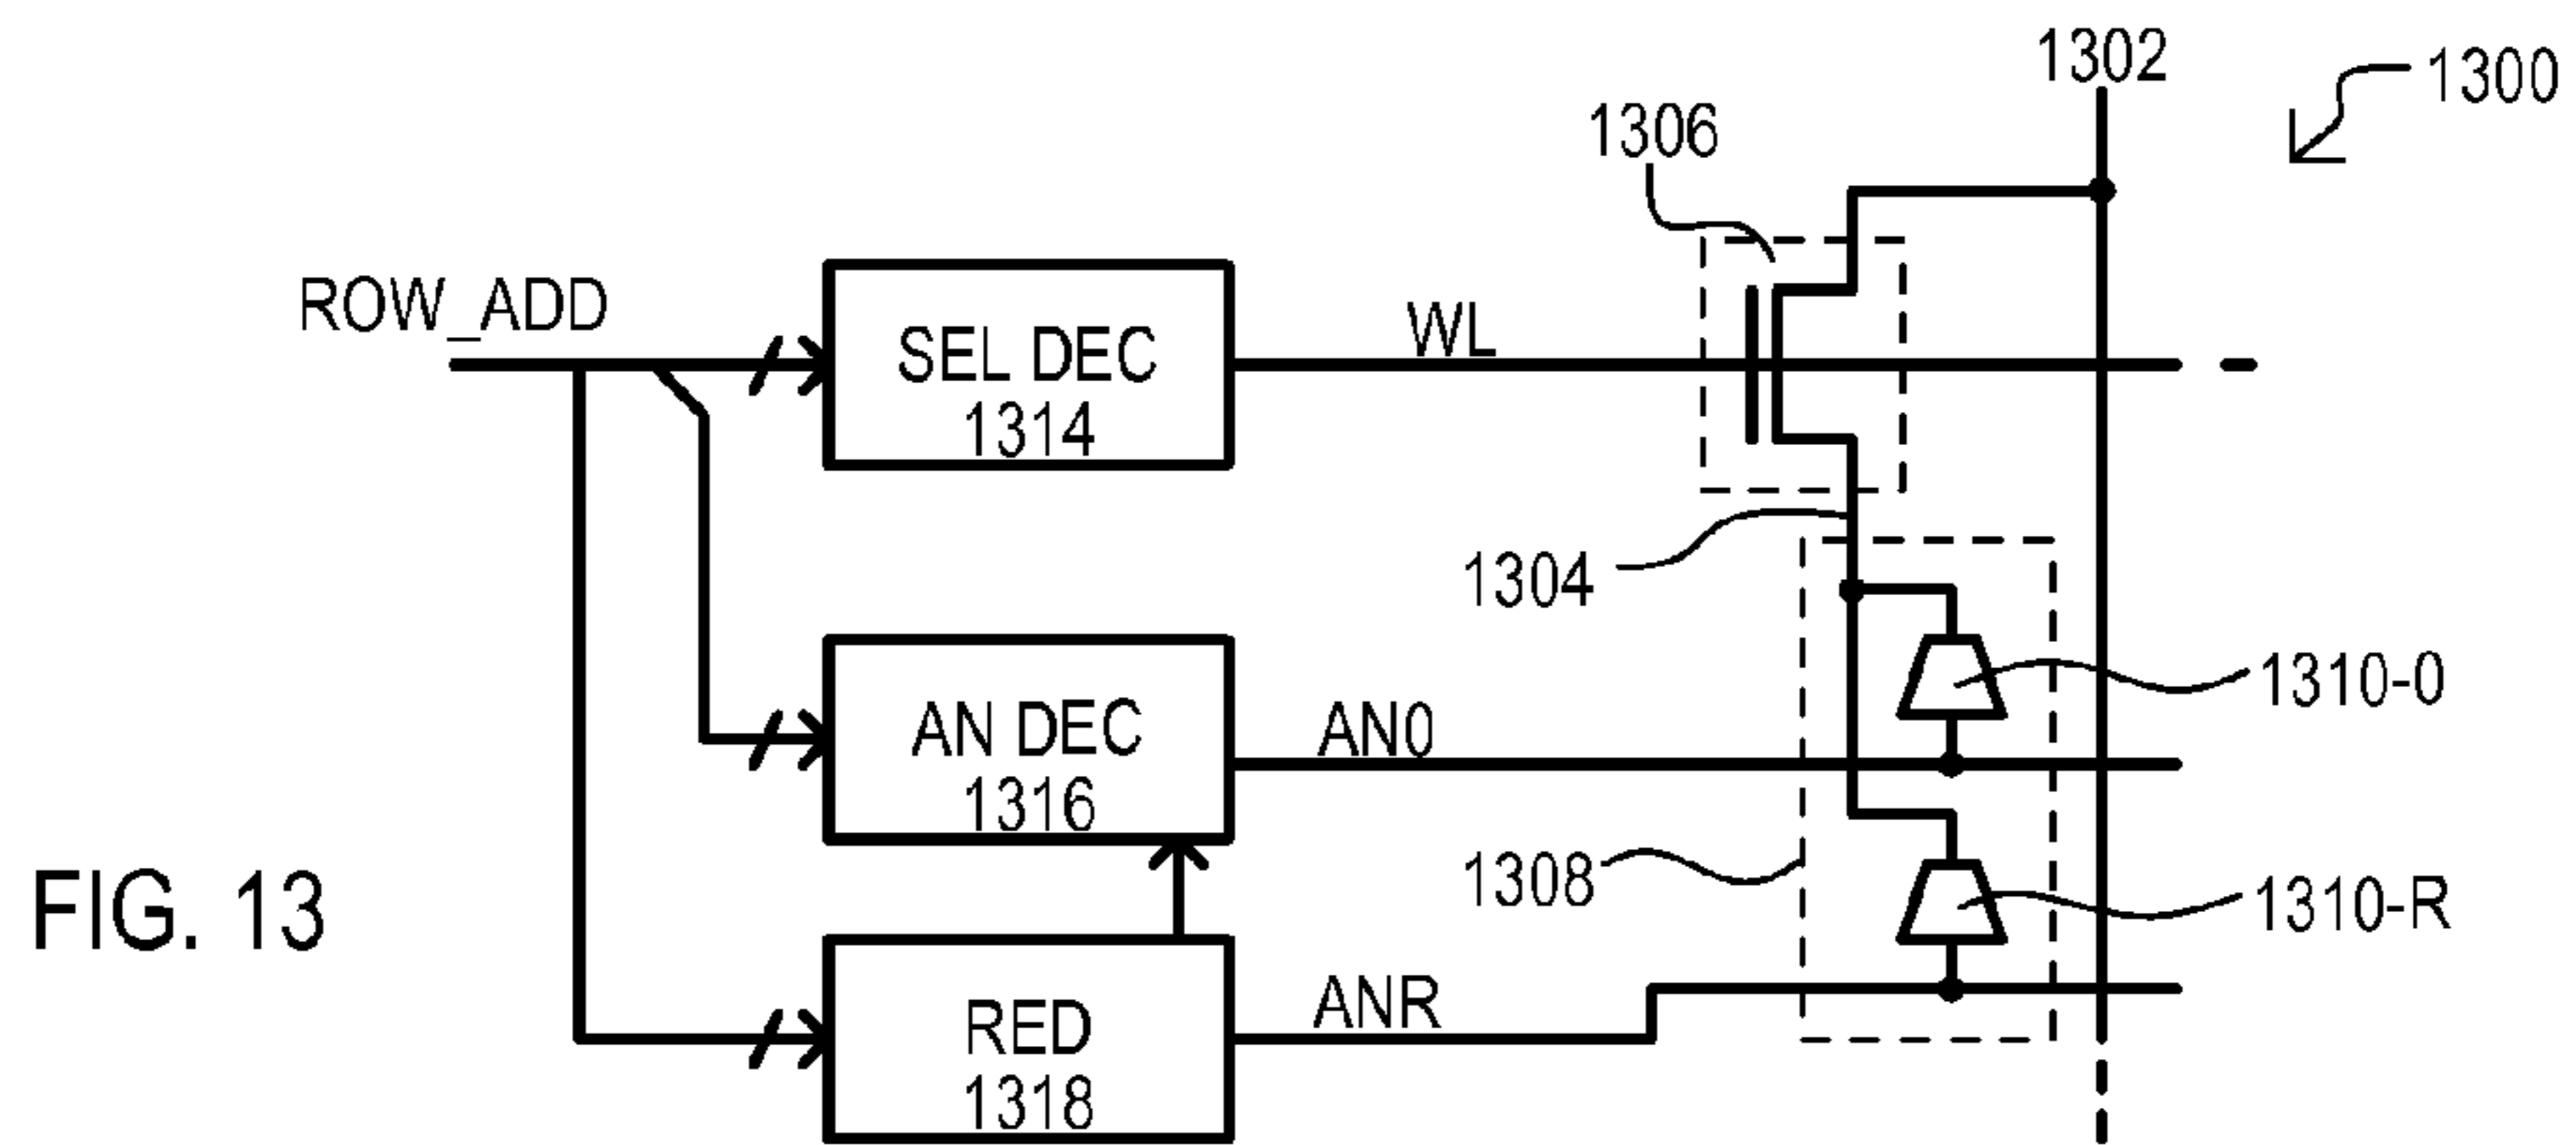 1302
1300
1306
ROW_ADD
SEL DEC
1314
WL
1304
AN DEC
1316
AN0
1310-0
FIG. 13
1308
1310-R
RED
1318
ANR